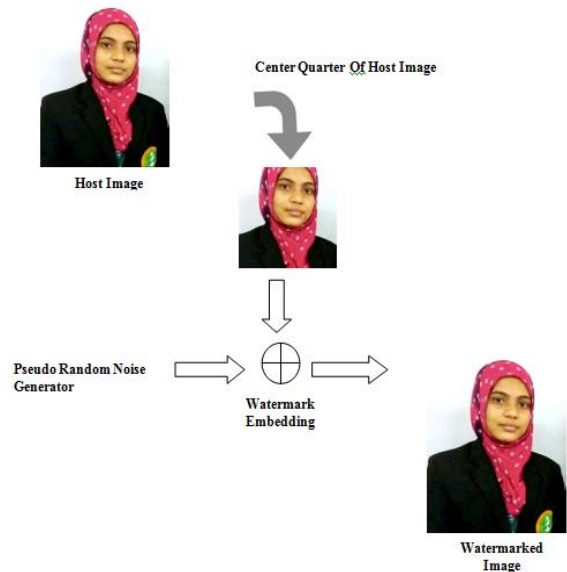 Center Quarter Of Host Image
Host Image
Pseudo Random Noise
Generator
Watermark
Embedding
Watermarked
Image